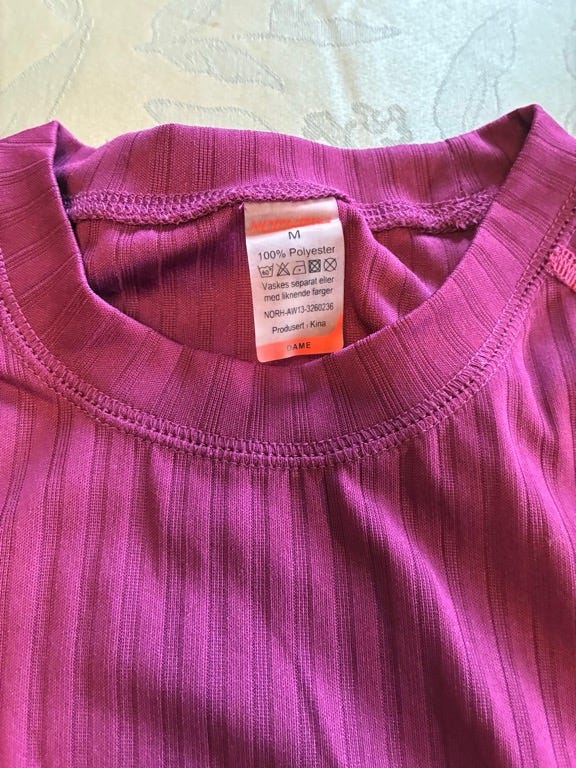 M
100% Polyester
Vaskes separat eller
med liknende farger
NORH-AW13-3260236
Produsert i Kina
DAME